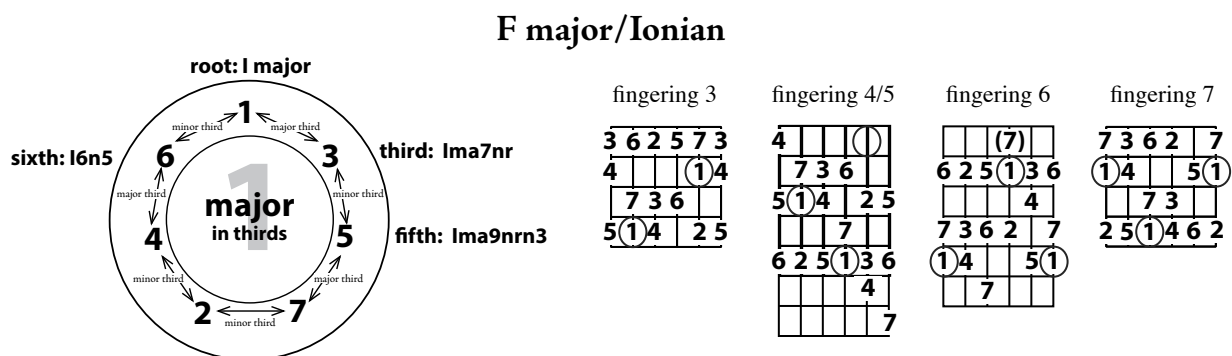 F major/Ionian
root: I major
1
minor third
major third
6
3
sixth: I6n5
third: Ima7nr
major third
minor third
1
major
in thirds
4
5
fifth: Ima9nrn3
minor third
major third
2
7
minor third
fingering 3
3 6 2 5 7 3
4 1 4
7 3 6
5 1 4 2 5
fingering 4/5
4
7 3 6
5 1 4 2 5
7
6 2 5 1 3 6
4
7
fingering 6
(7)
6 2 5 1 3 6
4
7 3 6 2 7
1 4 5 1
7
fingering 7
7 3 6 2 7
1 4 5 1
7 3
2 5 1 4 6 2